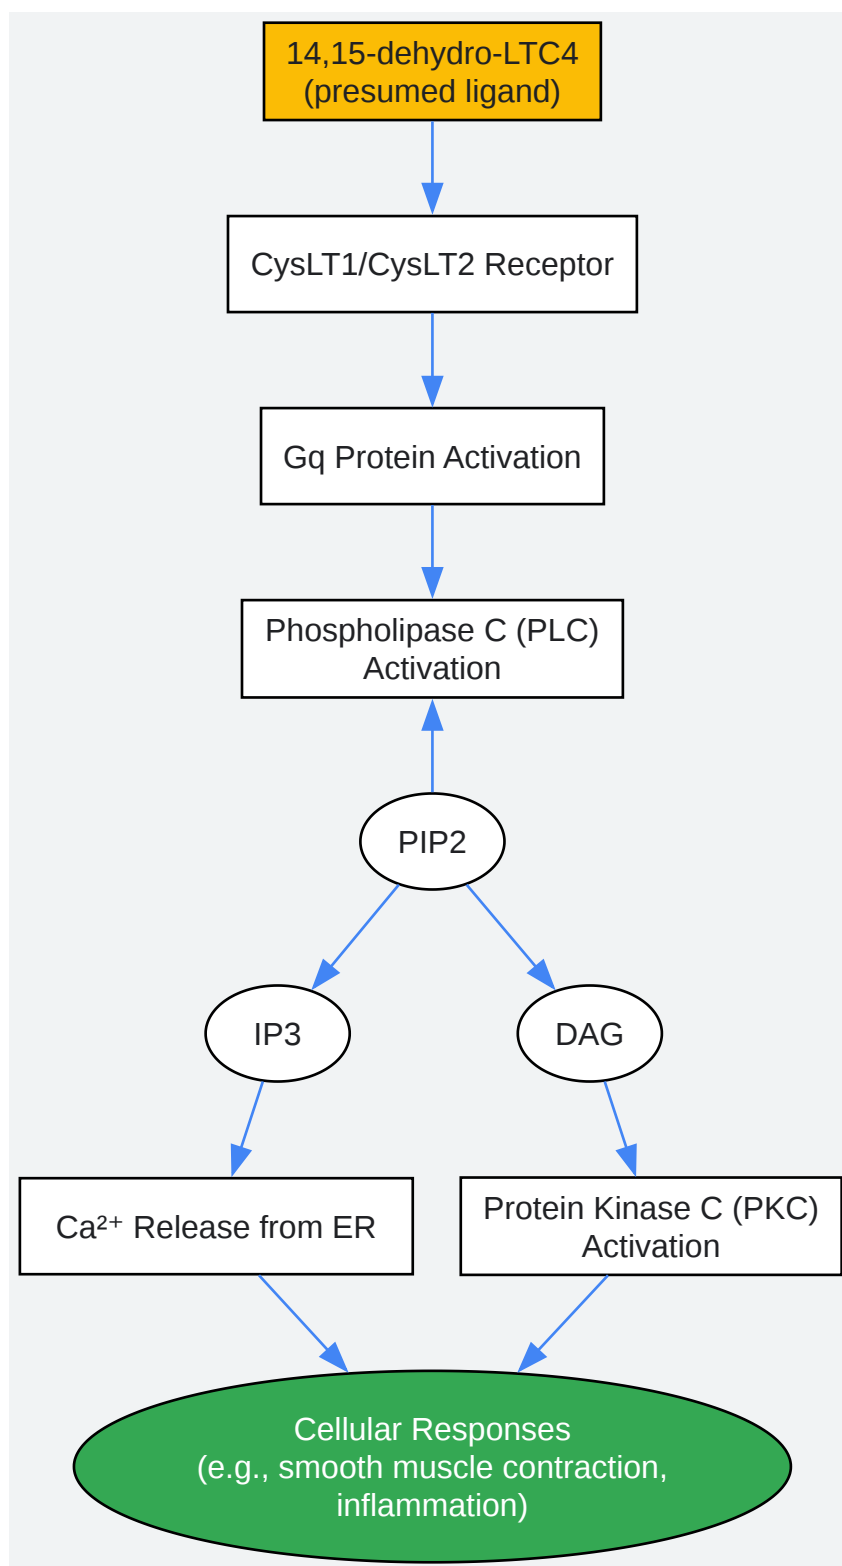 14,15-dehydro-LTC4
(presumed ligand)
CysLT1/CysLT2 Receptor
Gq Protein Activation
Phospholipase C (PLC)
Activation
PIP2
IP3
DAG
Ca²⁺ Release from ER
Protein Kinase C (PKC)
Activation
Cellular Responses
(e.g., smooth muscle contraction,
inflammation)